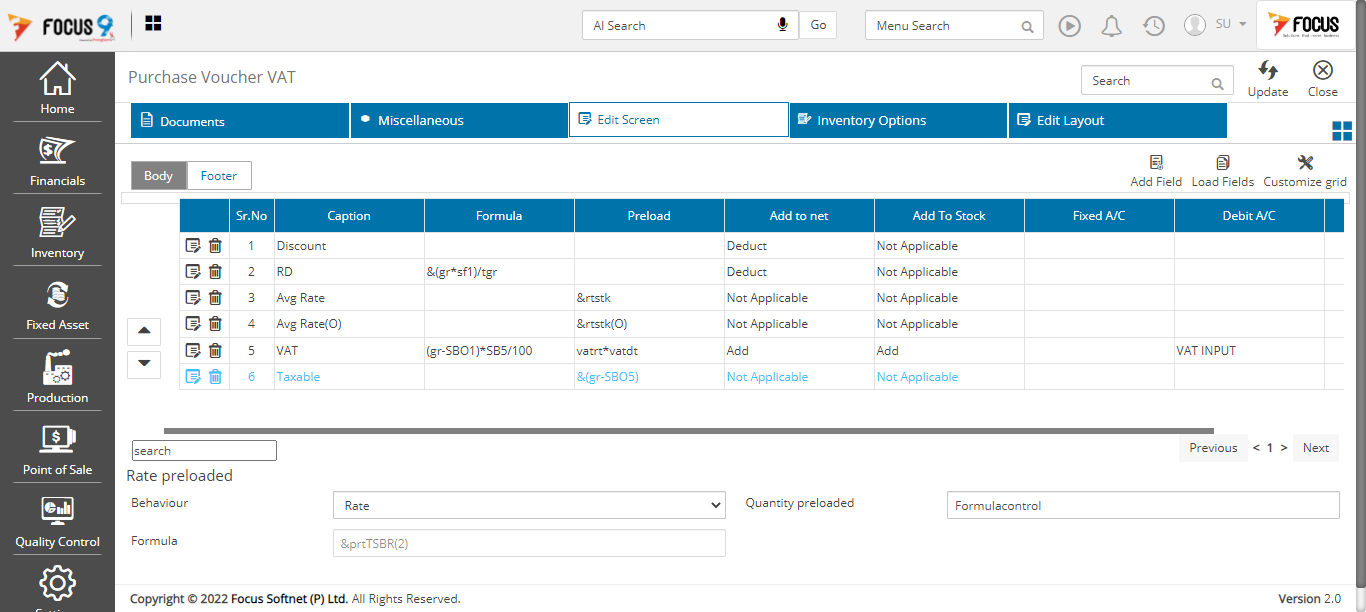 FOCUS 9
AI Search
Go
Menu Search
SU
FOCUS
Home
Financials
Inventory
Fixed Asset
Production
Point of Sale
Quality Control
Purchase Voucher VAT
Search
Update
Close
Documents
Miscellaneous
Edit Screen
Inventory Options
Edit Layout
Body
Footer
Add Field
Load Fields
Customize grid
Sr.No Caption Formula Preload Add to net Add To Stock Fixed A/C Debit A/C
1 Discount Deduct Not Applicable
2 RD &(gr*sf1)/tgr Deduct Not Applicable
3 Avg Rate &rtstk Not Applicable Not Applicable
4 Avg Rate(O) &rtstk(O) Not Applicable Not Applicable
5 VAT (gr-SBO1)*SB5/100 vatrt*vatdt Add Add VAT INPUT
6 Taxable &(gr-SBO5) Not Applicable Not Applicable
search
Previous < 1 > Next
Rate preloaded
Behaviour Rate Quantity preloaded Formulacontrol
Formula &prtTSBR(2)
Copyright © 2022 Focus Softnet (P) Ltd. All Rights Reserved.
Version 2.0